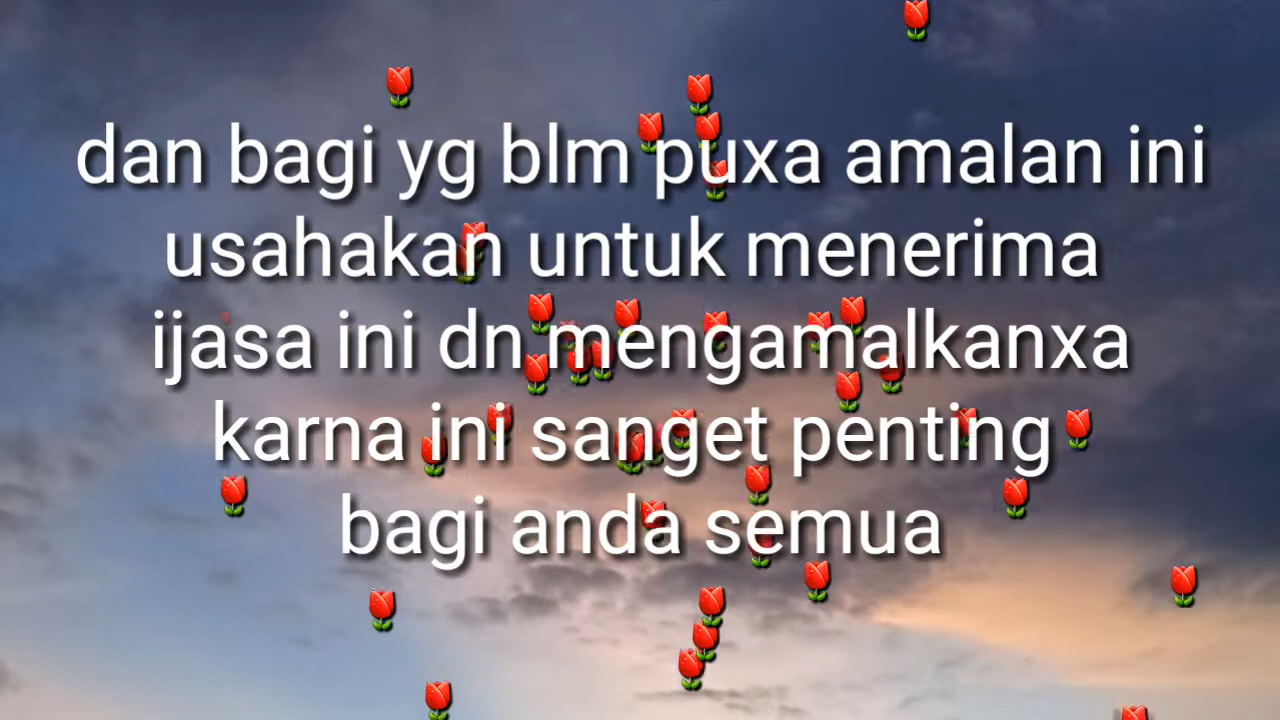 dan bagi yg blm puxa amalan ini
usahakan untuk menerima
ijasa ini dn mengamalkanxa
karna ini sanget penting
bagi anda semua